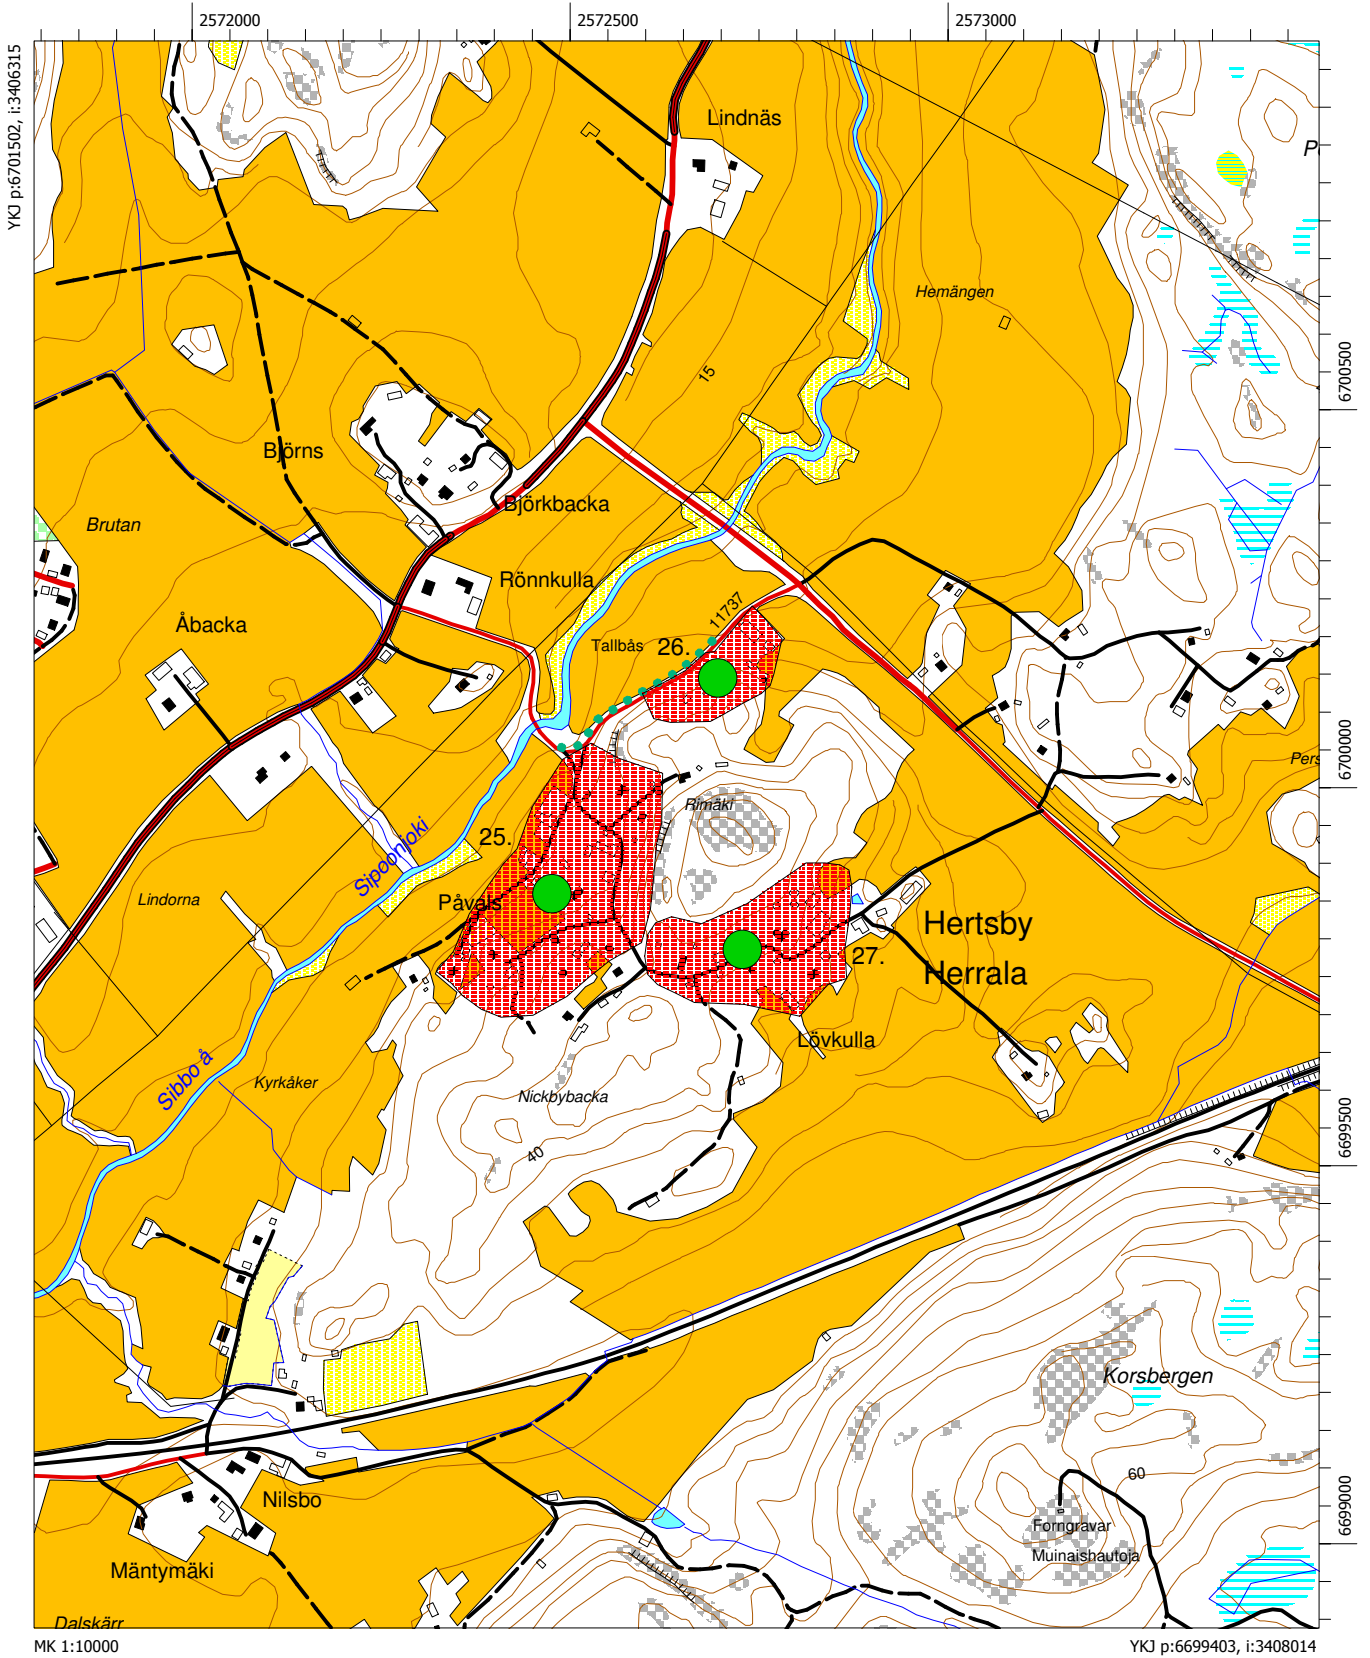 2572000
2572500
2573000
YKJ p:6701502, i:3406315
Lindnäs
P
Hemängen
15
6700500
Björns
Björkbacka
Brutan
Rönnkulla
11737
Åbacka
Tallbås
26.
6700000
Pers
Rimäki
25.
Sipoonjoki
Lindorna
Påvals
Hertsby
27.
Herrala
Lövkulla
Sibbo å
Kyrkåker
Nickbybacka
6699500
40
Korsbergen
60
Nilsbo
6699000
Forngravar
Muinaishautoja
Mäntymäki
Dalskärr
MK 1:10000
YKJ p:6699403, i:3408014